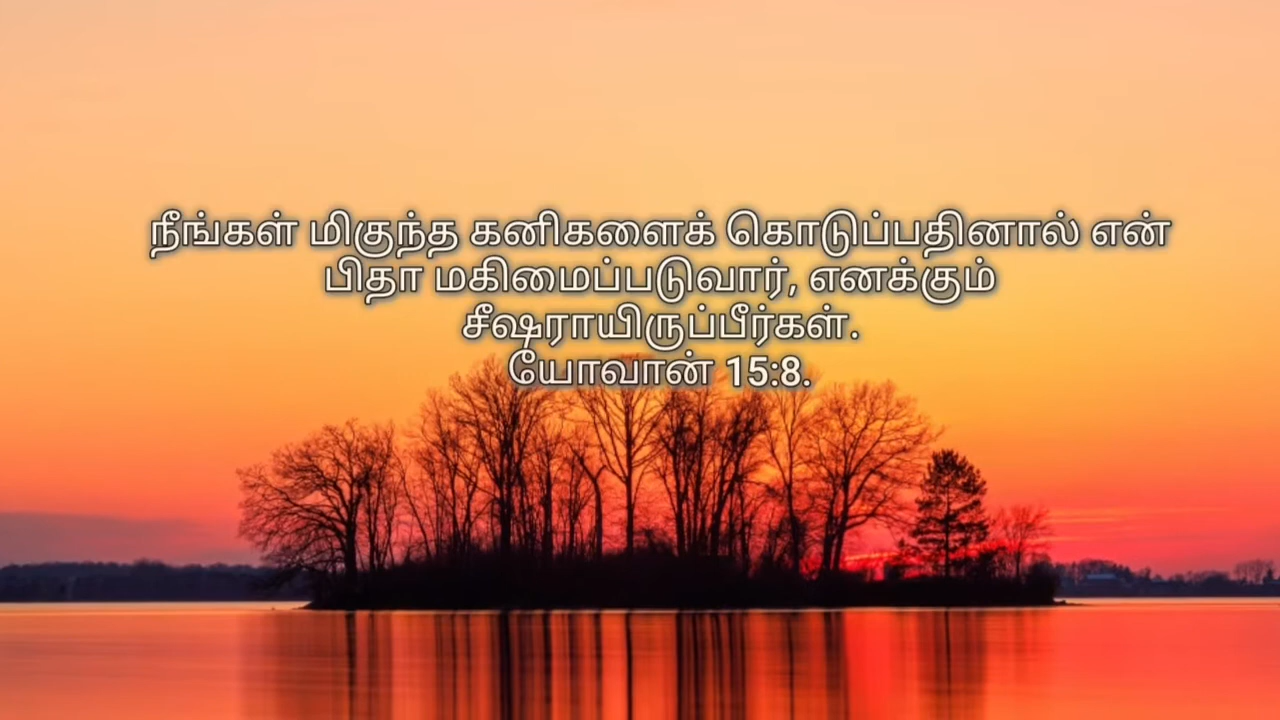 நீங்கள் மிகுந்த கனிகளைக் கொடுப்பதினால் என்
பிதா மகிமைப்படுவார், எனக்கும்
சீஷராயிருப்பீர்கள்.
யோவான் 15:8.